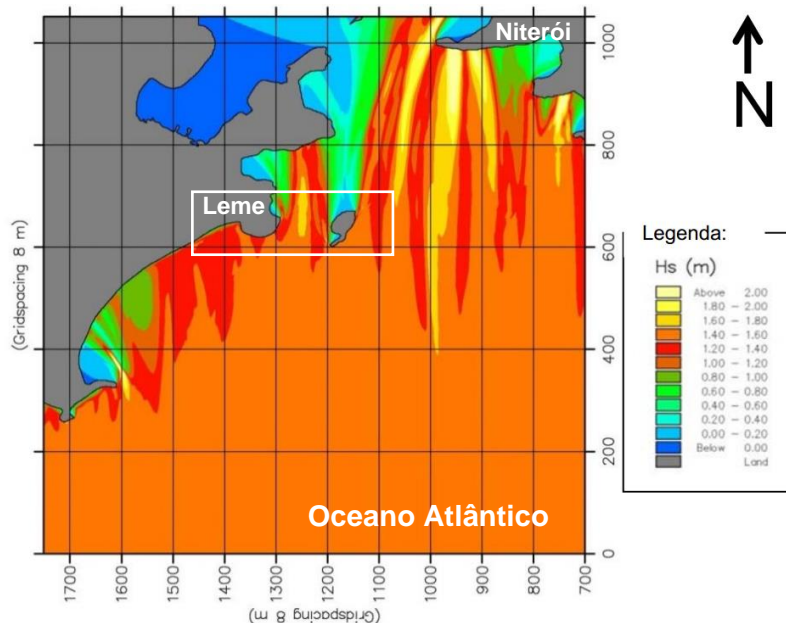 1000
800
600
400
200
0
(Gridspacing 8 m)
Niterói
Leme
Oceano Atlântico
1700
1600
1500
1400
1300
1200
1100
1000
900
800
700
(Gridspacing 8 m)
N
Legenda:
Hs (m)
Above 2.00
1.80 - 2.00
1.60 - 1.80
1.40 - 1.60
1.20 - 1.40
1.00 - 1.20
0.80 - 1.00
0.60 - 0.80
0.40 - 0.60
0.20 - 0.40
0.00 - 0.20
Below 0.00
Land